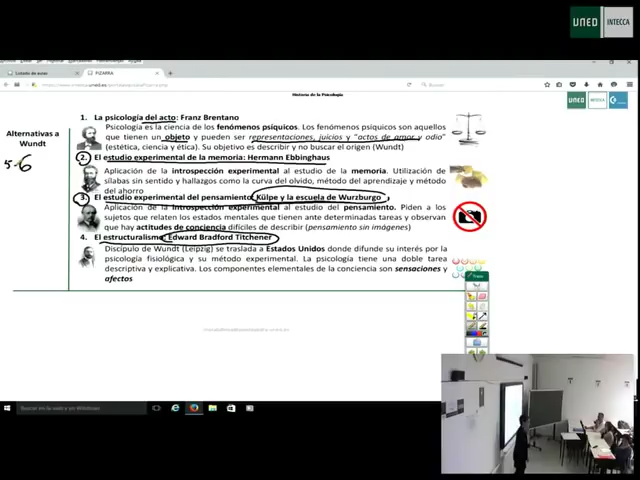 UNED INTECCA
Listado de aulas
PIZARRA
Buscar
Historia de la Psicología
UNED INTECCA
Alternativas a
Wundt
5-6
1. La psicología del acto: Franz Brentano
Psicología es la ciencia de los fenómenos psíquicos. Los fenómenos psíquicos son aquellos
que tienen un objeto y pueden ser representaciones, juicios y "actos de amor y odio"
(estética, ciencia y ética). Su objetivo es describir y no buscar el origen (Wundt)
2. El estudio experimental de la memoria: Hermann Ebbinghaus
Aplicación de la introspección experimental al estudio de la memoria. Utilización de
sílabas sin sentido y hallazgos como la curva del olvido, método del aprendizaje y método
del ahorro
3. El estudio experimental del pensamiento Külpe y la escuela de Wurzburgo
Aplicación de la introspección experimental al estudio del pensamiento. Piden a los
sujetos que relaten los estados mentales que tienen ante determinadas tareas y observan
que hay actitudes de conciencia difíciles de describir (pensamiento sin imágenes)
4. El estructuralismo Edward Bradford Titchener
Discípulo de Wundt (Leipzig) se traslada a Estados Unidos donde difunde su interés por la
psicología fisiológica y su método experimental. La psicología tiene una doble tarea
descriptiva y explicativa. Los componentes elementales de la conciencia son sensaciones y
afectos
Buscar en la web y en Windows